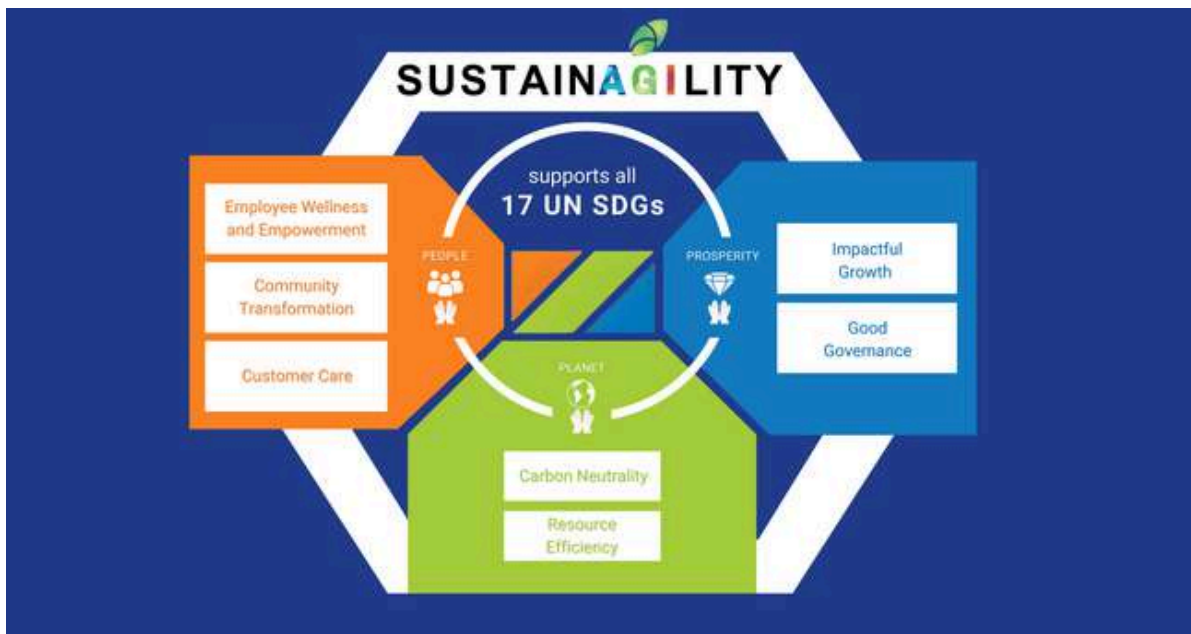 SUSTAINAGILITY
supports all
17 UN SDGs
PEOPLE
Employee Wellness
and Empowerment
Community
Transformation
Customer Care
PROSPERITY
Impactful
Growth
Good
Governance
PLANET
Carbon Neutrality
Resource
Efficiency